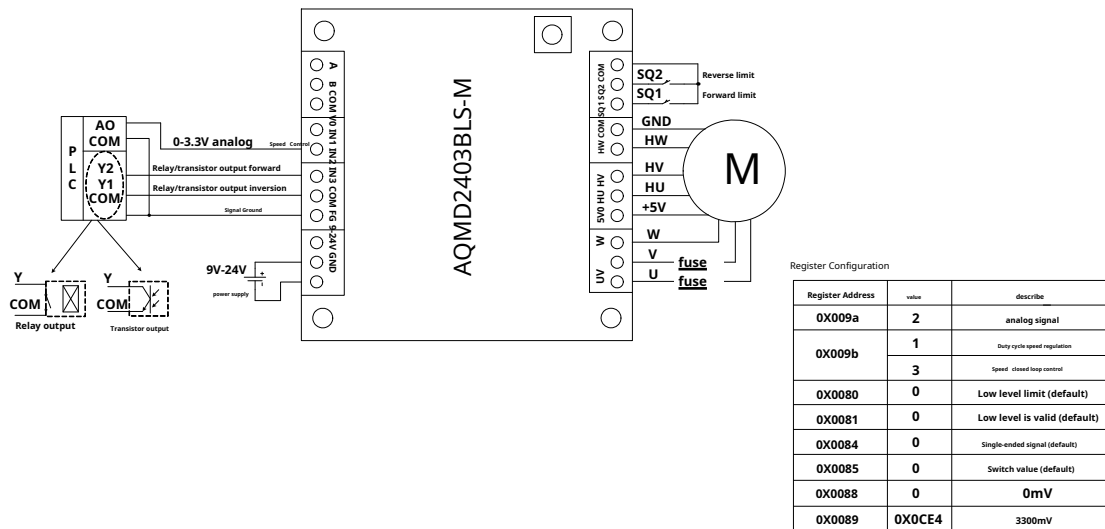 AQMD2403BLS-M
A
B COM V0 IN1 IN2 IN3 COM FG 9-24V GND
SQ1 SQ2 COM
HW COM
5V0 HU HV
W
UV
PLC
AO
COM
Y2
Y1
COM
0-3.3V analog
Speed Control
Relay/transistor output forward
Relay/transistor output inversion
Signal Ground
9V-24V
+
power supply
Y
COM
Relay output
Y
COM
Transistor output
SQ2
SQ1
Reverse limit
Forward limit
GND
HW
HV
HU
+5V
W
V
U
fuse
fuse
M
Register Configuration
Register Address value describe
0X009a 2 analog signal
0X009b 1 Duty cycle speed regulation
3 Speed closed loop control
0X0080 0 Low level limit (default)
0X0081 0 Low level is valid (default)
0X0084 0 Single-ended signal (default)
0X0085 0 Switch value (default)
0X0088 0 0mV
0X0089 0X0CE4 3300mV